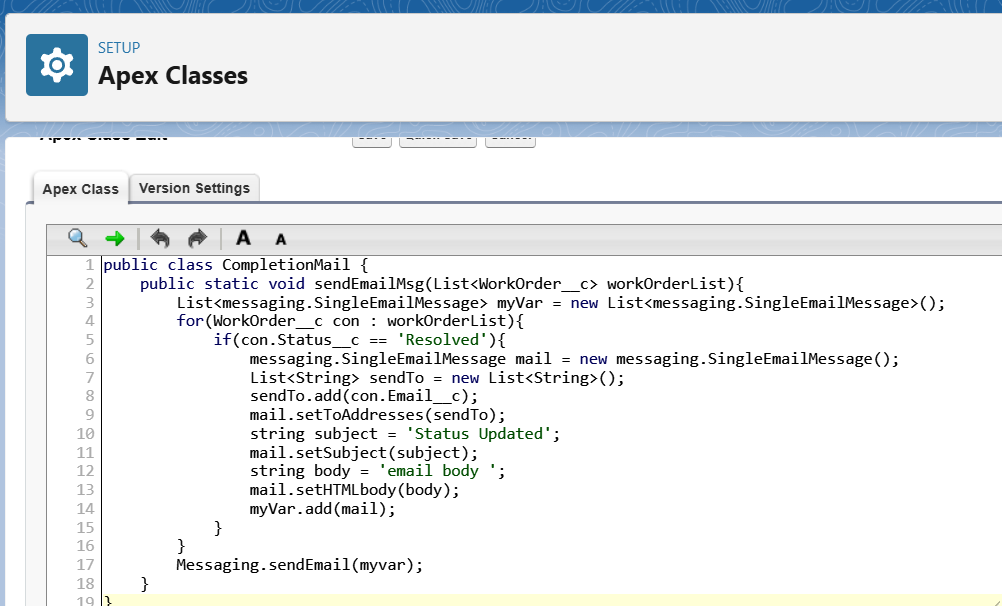 SETUP
Apex Classes
Apex Class Edit
Save Quick Save Cancel
Apex Class Version Settings
A A
1 public class CompletionMail {
2     public static void sendEmailMsg(List<WorkOrder__c> workOrderList){
3         List<messaging.SingleEmailMessage> myVar = new List<messaging.SingleEmailMessage>();
4         for(WorkOrder__c con : workOrderList){
5             if(con.Status__c == 'Resolved'){
6                 messaging.SingleEmailMessage mail = new messaging.SingleEmailMessage();
7                 List<String> sendTo = new List<String>();
8                 sendTo.add(con.Email__c);
9                 mail.setToAddresses(sendTo);
10                 string subject = 'Status Updated';
11                 mail.setSubject(subject);
12                 string body = 'email body ';
13                 mail.setHTMLbody(body);
14                 myVar.add(mail);
15             }
16         }
17         Messaging.sendEmail(myvar);
18     }
19 }